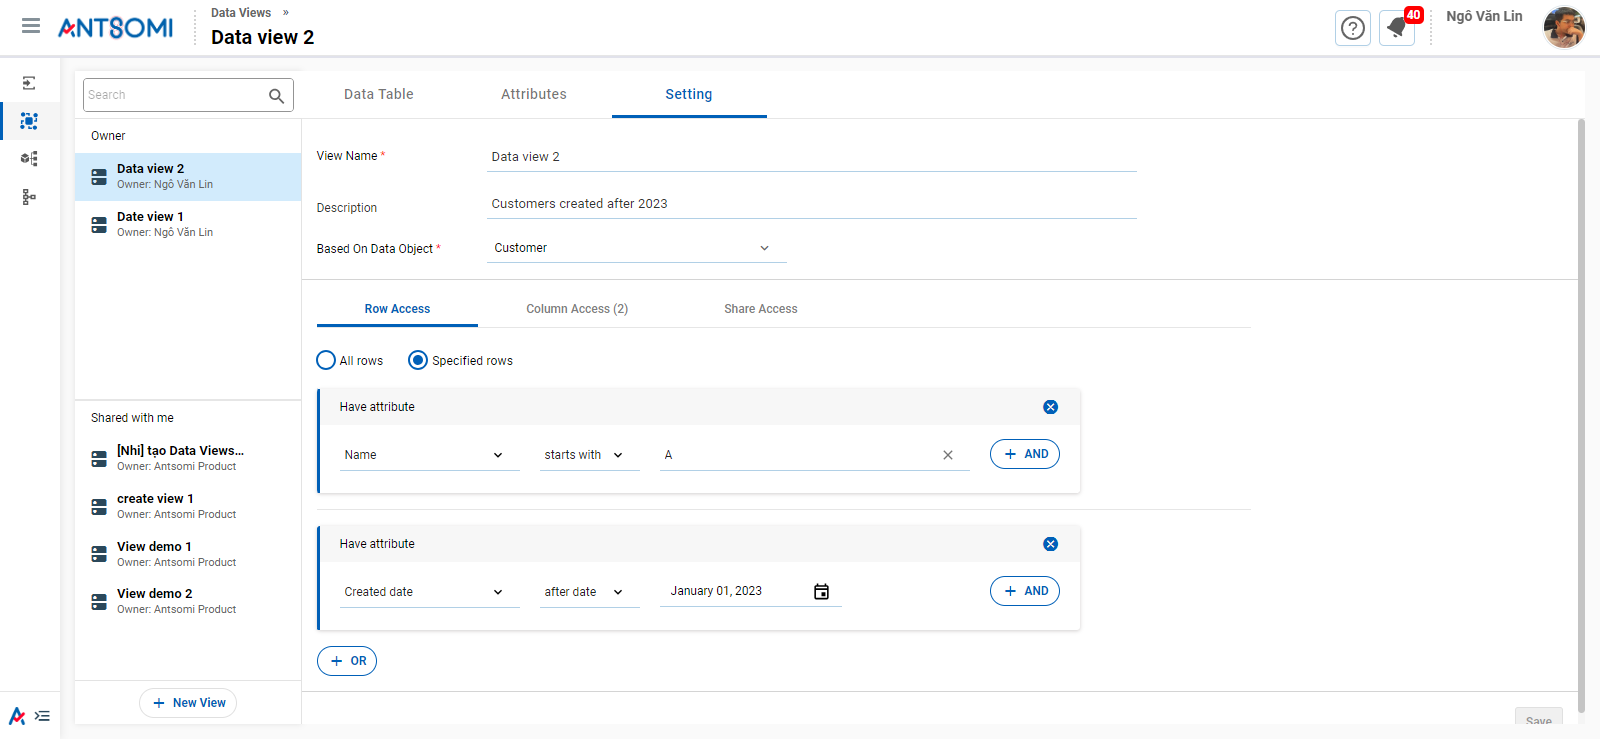 ANTSOMI
Data Views »
Data view 2
40
Ngô Văn Lin
Search
Owner
Data view 2
Owner: Ngô Văn Lin
Date view 1
Owner: Ngô Văn Lin
Shared with me
[Nhi] tạo Data Views...
Owner: Antsomi Product
create view 1
Owner: Antsomi Product
View demo 1
Owner: Antsomi Product
View demo 2
Owner: Antsomi Product
+ New View
Data Table Attributes Setting
View Name * Data view 2
Description Customers created after 2023
Based On Data Object * Customer
Row Access Column Access (2) Share Access
All rows Specified rows
Have attribute
Name starts with A + AND
Have attribute
Created date after date January 01, 2023 + AND
+ OR
Save